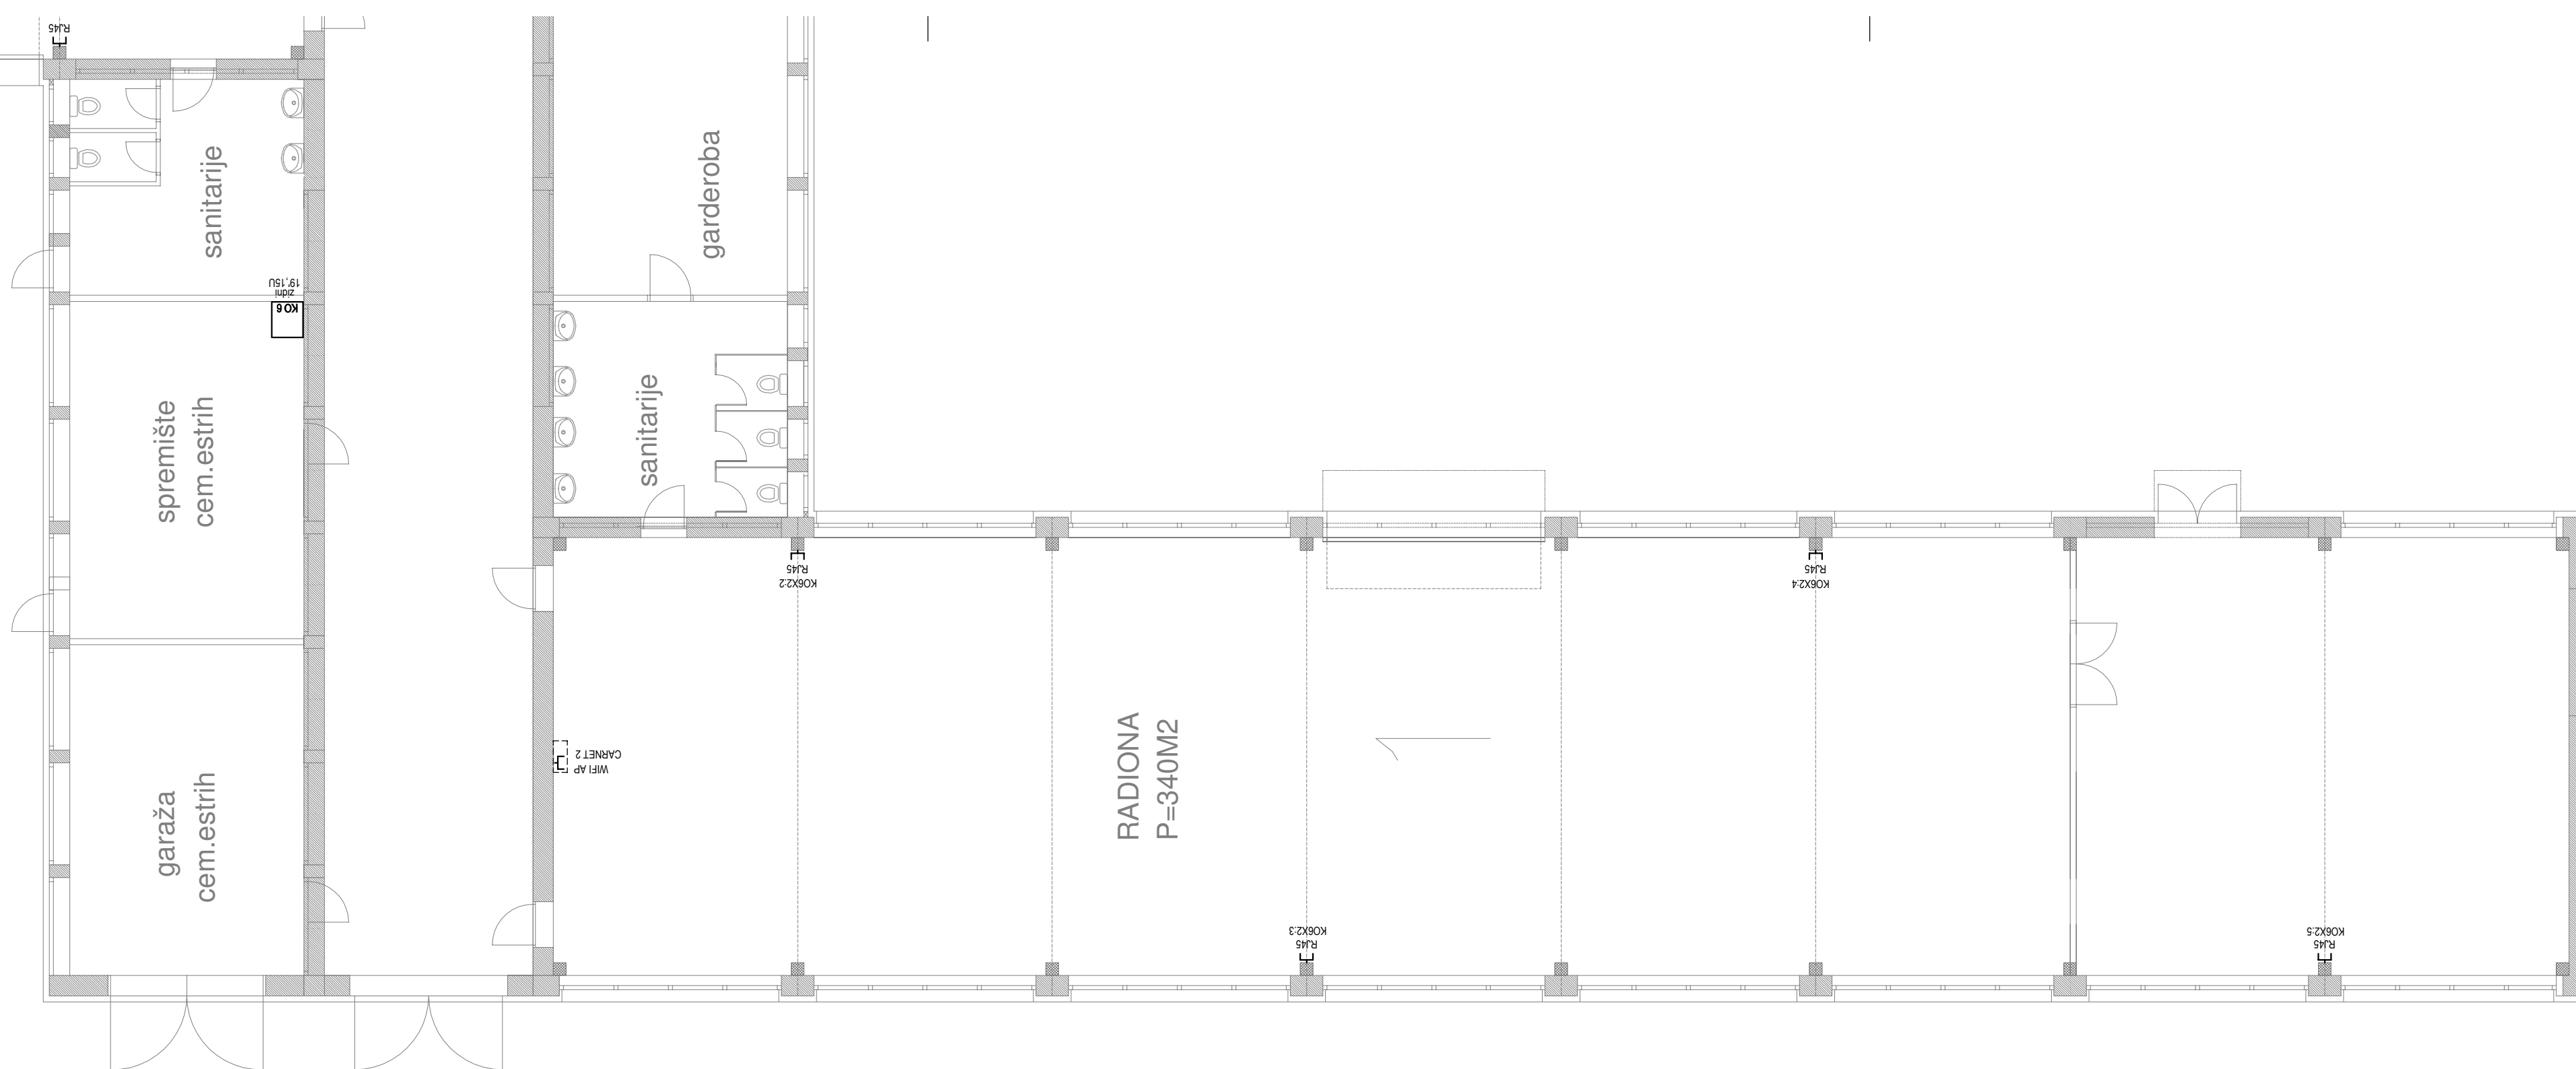 RJ45
sanitarije
garderoba
19",15U
zidni
KO 6
spremište
cem.estrih
sanitarije
RJ45
KO6X2:2
RJ45
KO6X2:4
CARNET 2
WIFI AP
RADIONA
P=340M2
garaža
cem.estrih
KO6X2:3
RJ45
KO6X2:5
RJ45